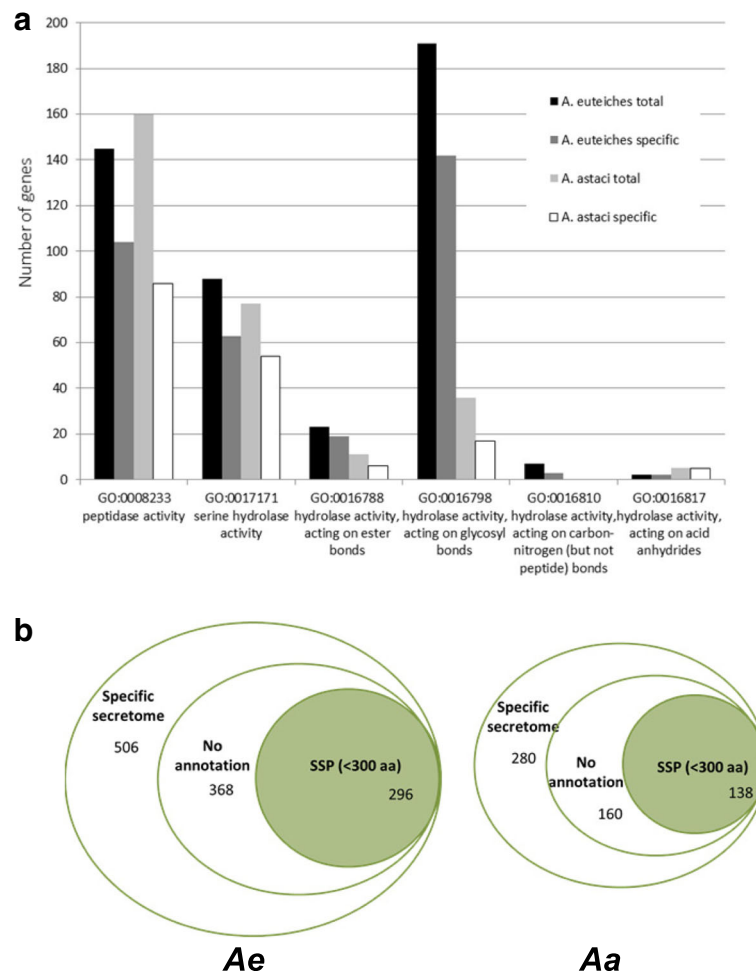 a
200
180
160
140
120
100
80
60
40
20
0
Number of genes
A. euteiches total
A. euteiches specific
A. astaci total
A. astaci specific
GO:0008233
peptidase activity
GO:0017171
serine hydrolase
activity
GO:0016788
hydrolase activity,
acting on ester
bonds
GO:0016798
hydrolase activity,
acting on glycosyl
bonds
GO:0016810
hydrolase activity,
acting on carbon-
nitrogen (but not
peptide) bonds
GO:0016817
hydrolase activity,
acting on acid
anhydrides
b
Specific
secretome
506
No
annotation
368
SSP (<300 aa)
296
Ae
Specific
secretome
280
No
annotation
160
SSP (<300 aa)
138
Aa